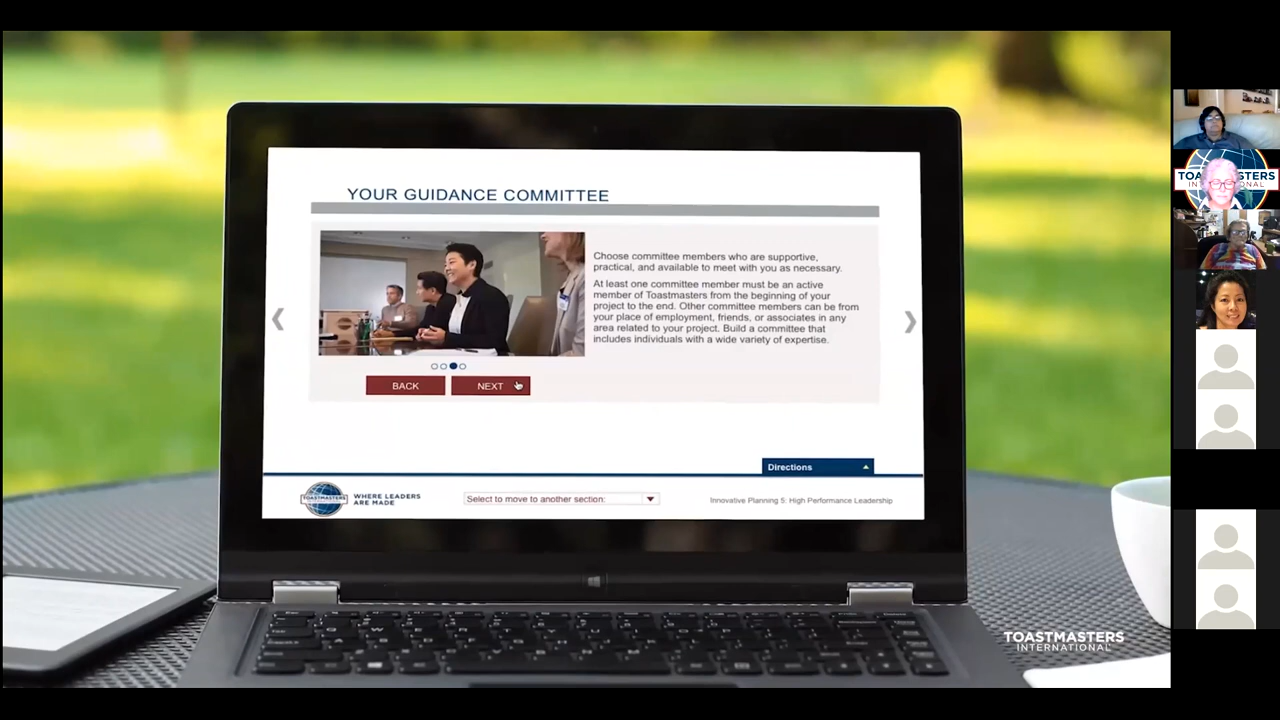 YOUR GUIDANCE COMMITTEE
Choose committee members who are supportive,
practical, and available to meet with you as necessary.
At least one committee member must be an active
member of Toastmasters from the beginning of your
project to the end. Other committee members can be from
your place of employment, friends, or associates in any
area related to your project. Build a committee that
includes individuals with a wide variety of expertise.
BACK
NEXT
Directions
TOASTMASTERS
WHERE LEADERS
ARE MADE
Select to move to another section:
Innovative Planning 5: High Performance Leadership
TOASTMASTERS
INTERNATIONAL